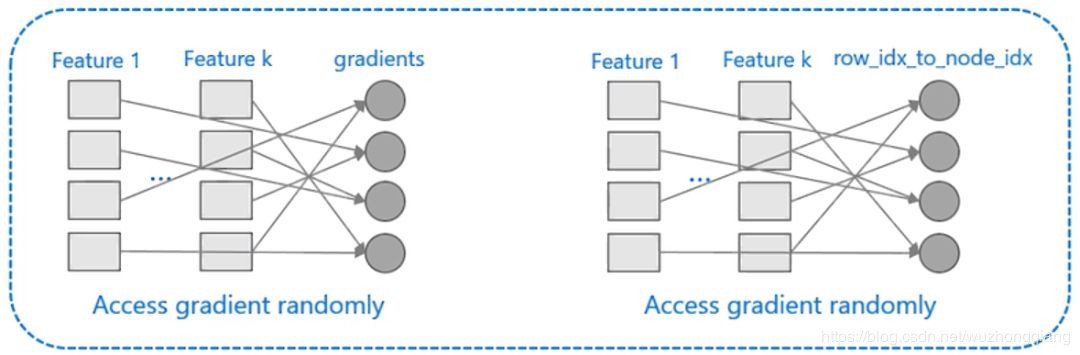 Feature 1 Feature k gradients
Feature 1 Feature k row_idx_to_node_idx
...
...
Access gradient randomly
Access gradient randomly
https://blog.csdn.net/wuzhongqiang